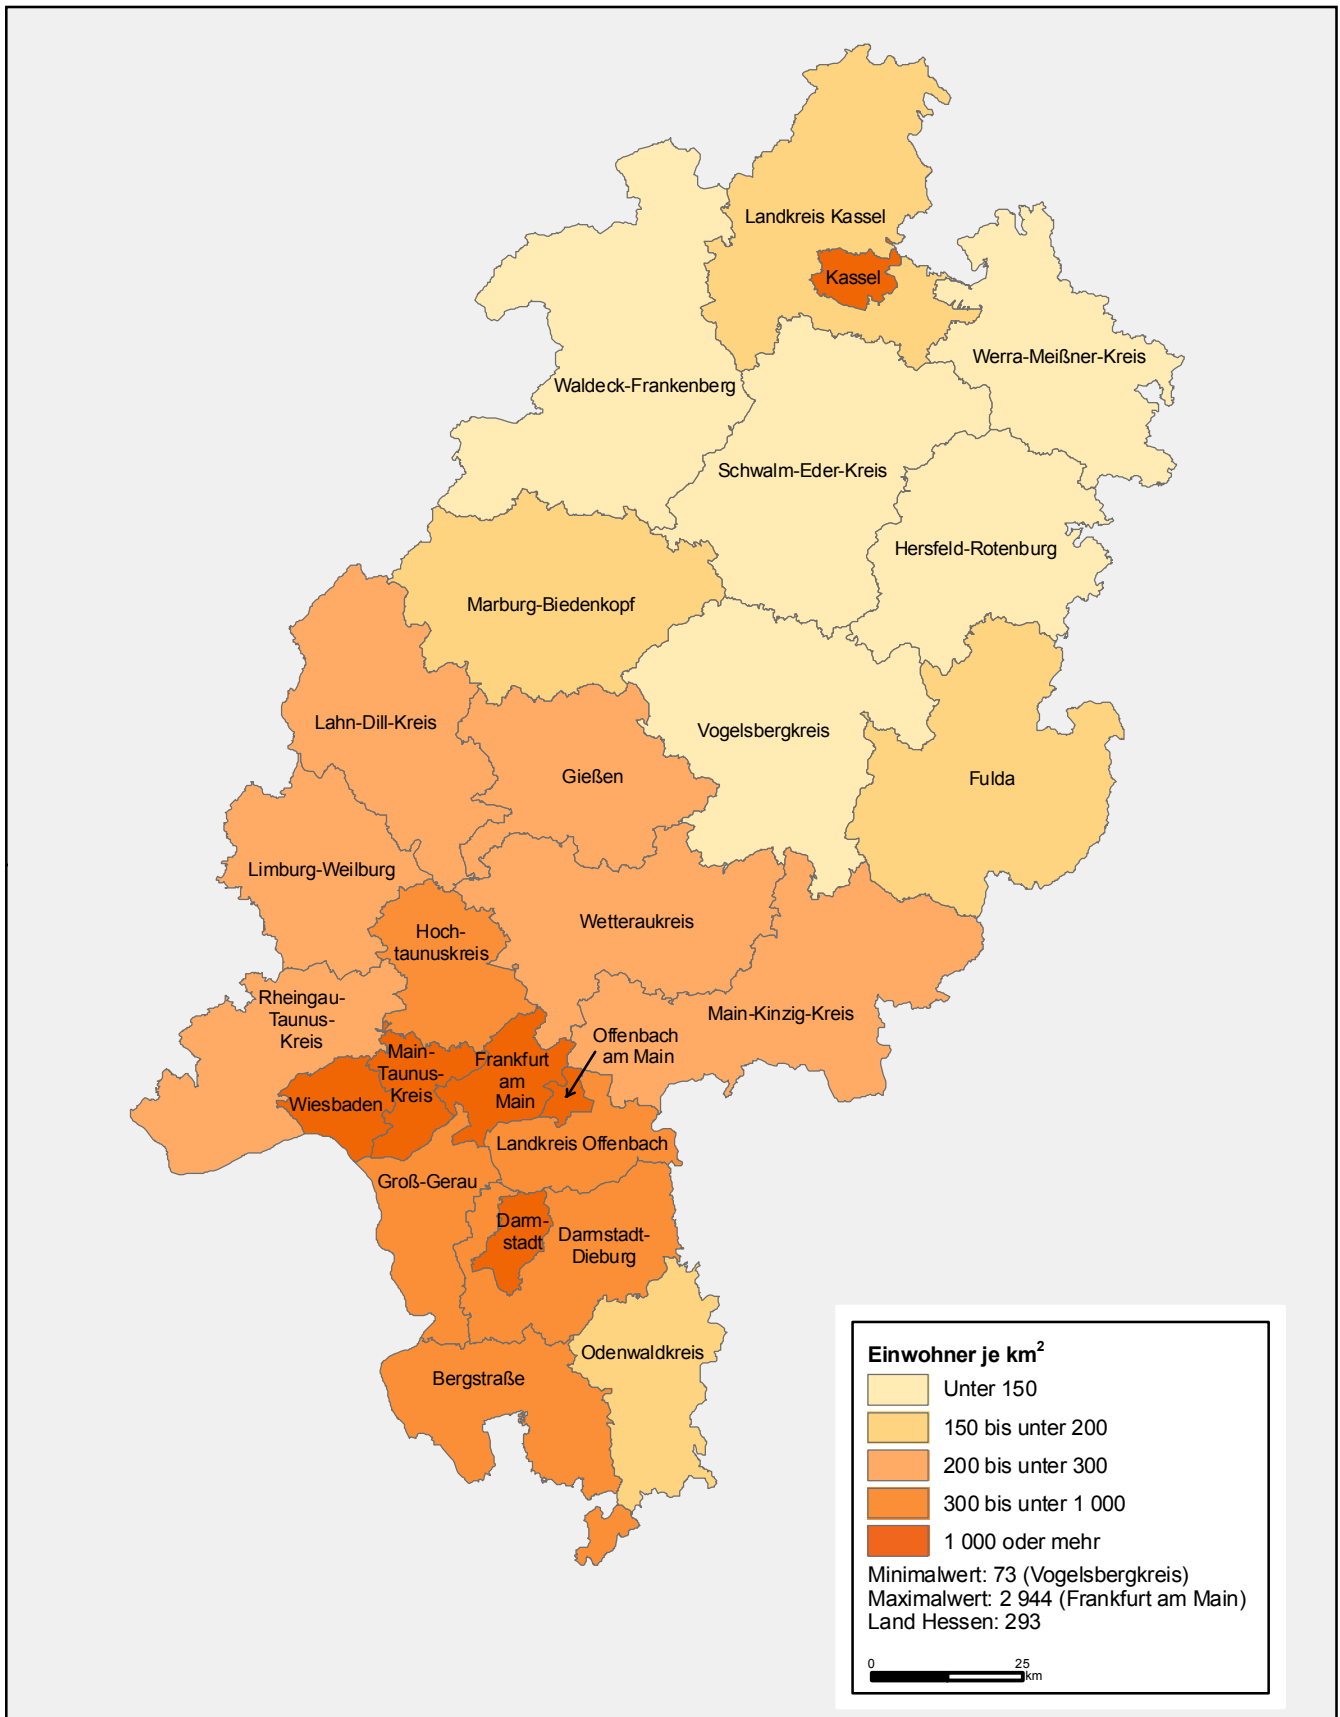 Landkreis Kassel
Kassel
Werra-Meißner-Kreis
Waldeck-Frankenberg
Schwalm-Eder-Kreis
Hersfeld-Rotenburg
Marburg-Biedenkopf
Lahn-Dill-Kreis
Vogelsbergkreis
Gießen
Fulda
Limburg-Weilburg
Wetteraukreis
Hoch-
taunuskreis
Rheingau-
Taunus-
Kreis
Main-Kinzig-Kreis
Offenbach
am Main
Main-
Taunus-
Kreis
Frankfurt
am
Main
Wiesbaden
Landkreis Offenbach
Groß-Gerau
Darm-
stadt
Darmstadt-
Dieburg
Odenwaldkreis
Bergstraße
Einwohner je km²
Unter 150
150 bis unter 200
200 bis unter 300
300 bis unter 1 000
1 000 oder mehr
Minimalwert: 73 (Vogelsbergkreis)
Maximalwert: 2 944 (Frankfurt am Main)
Land Hessen: 293
0 25
km